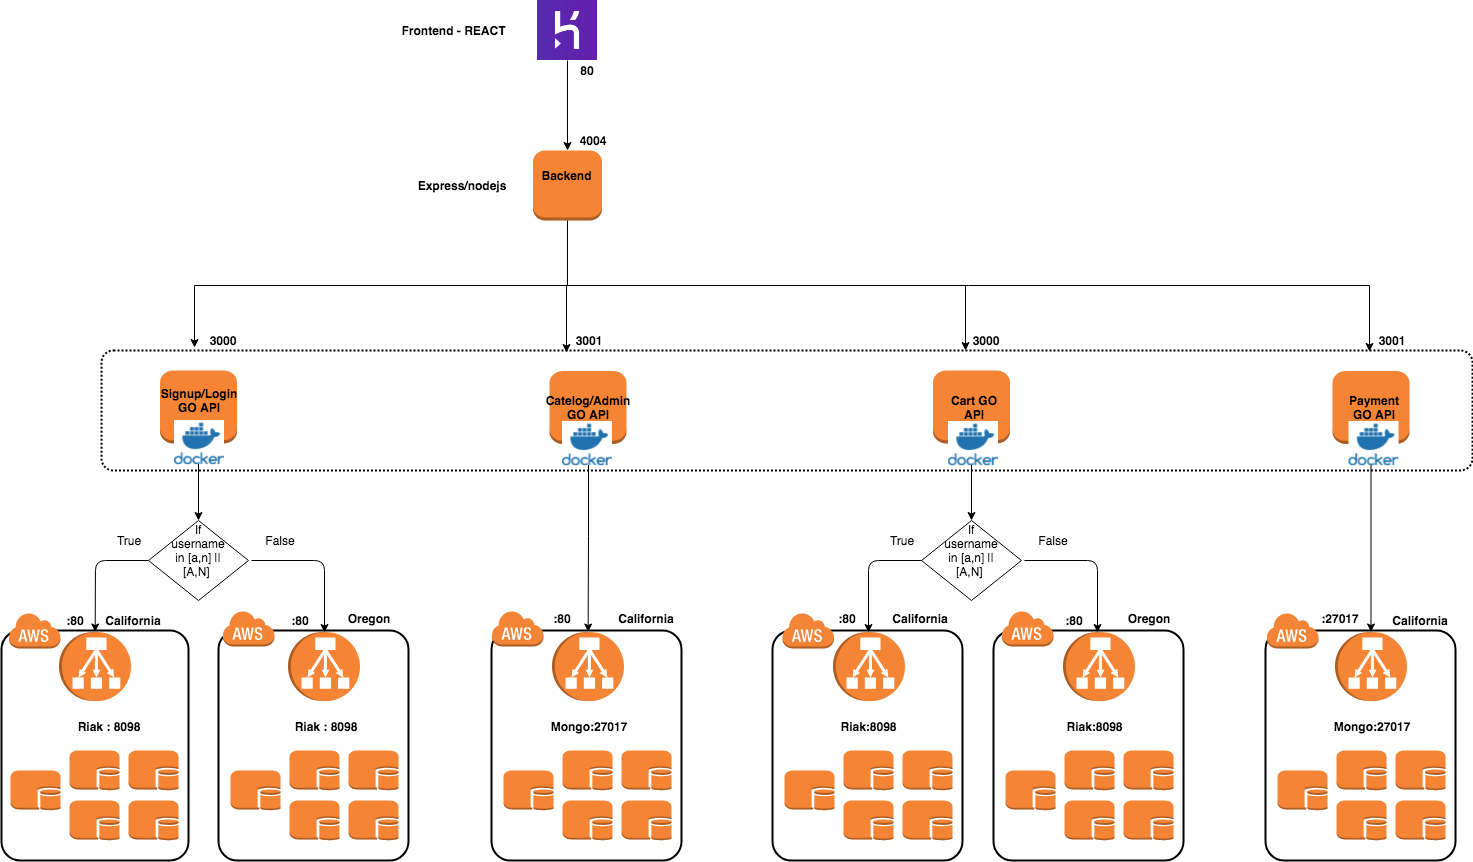 Frontend - REACT
80
4004
Backend
Express/nodejs
3000
3001
3000
3001
Signup/Login
GO API
docker
Catelog/Admin
GO API
docker
Cart GO
API
docker
Payment
GO API
docker
True
If
username
in [a,n] ||
[A,N]
False
True
If
username
in [a,n] ||
[A,N]
False
AWS
:80
California
Riak : 8098
AWS
:80
Oregon
Riak : 8098
AWS
:80
California
Mongo:27017
AWS
:80
California
Riak:8098
AWS
:80
Oregon
Riak:8098
AWS
:27017
California
Mongo:27017